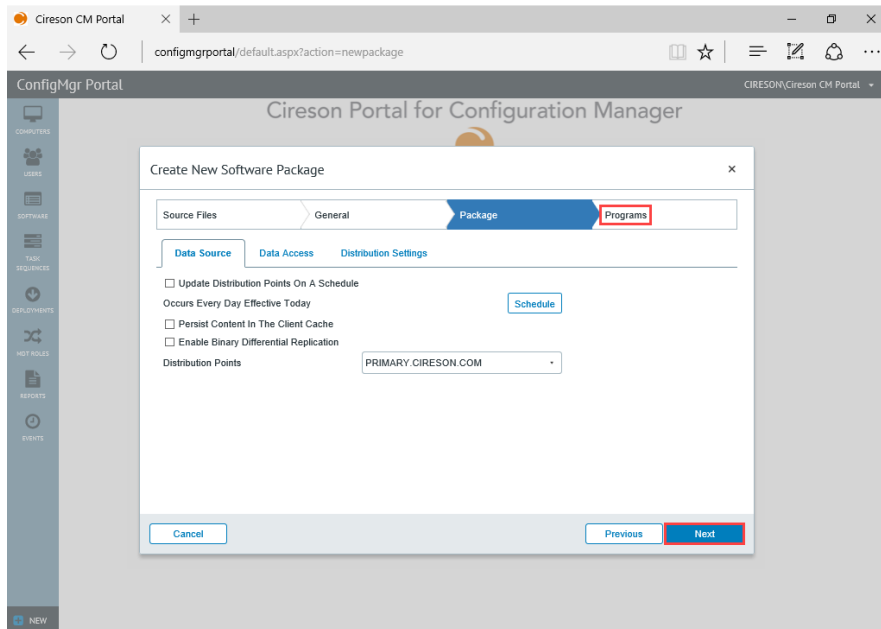 Cireson CM Portal
configmgrportal/default.aspx?action=newpackage
ConfigMgr Portal
CIRESON\Cireson CM Portal
Cireson Portal for Configuration Manager
COMPUTERS
USERS
SOFTWARE
TASK
SEQUENCES
DEPLOYMENTS
HOT ROLES
REPORTS
EVENTS
NEW
Create New Software Package
Source Files
General
Package
Programs
Data Source
Data Access
Distribution Settings
Update Distribution Points On A Schedule
Occurs Every Day Effective Today
Schedule
Persist Content In The Client Cache
Enable Binary Differential Replication
Distribution Points
PRIMARY.CIRESON.COM
Cancel
Previous
Next